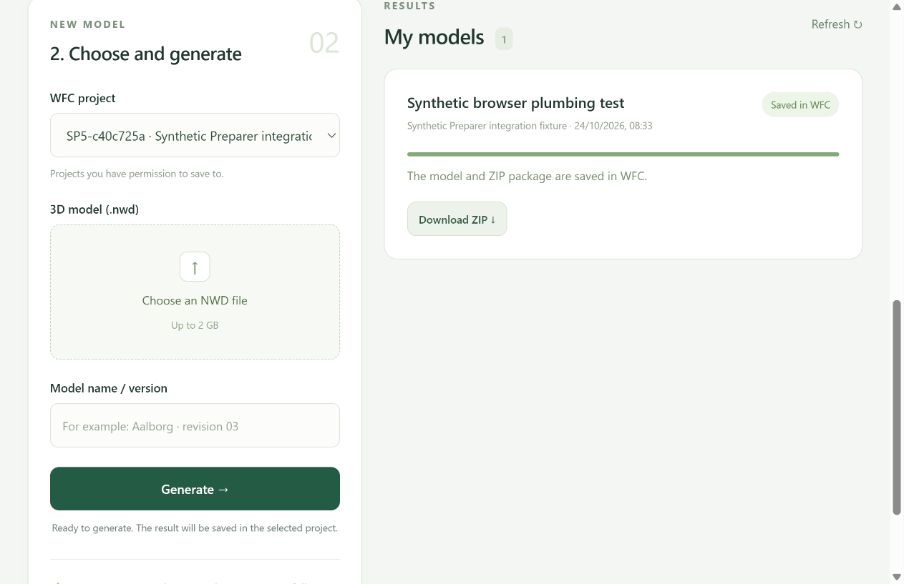 NEW MODEL
2. Choose and generate
02
WFC project
SP5-c40c725a · Synthetic Preparer integratic
Projects you have permission to save to.
3D model (.nwd)
↑
Choose an NWD file
Up to 2 GB
Model name / version
For example: Aalborg · revision 03
Generate →
Ready to generate. The result will be saved in the selected project.
RESULTS
My models 1
Refresh ↻
Synthetic browser plumbing test
Saved in WFC
Synthetic Preparer integration fixture · 24/10/2026, 08:33
The model and ZIP package are saved in WFC.
Download ZIP ↓